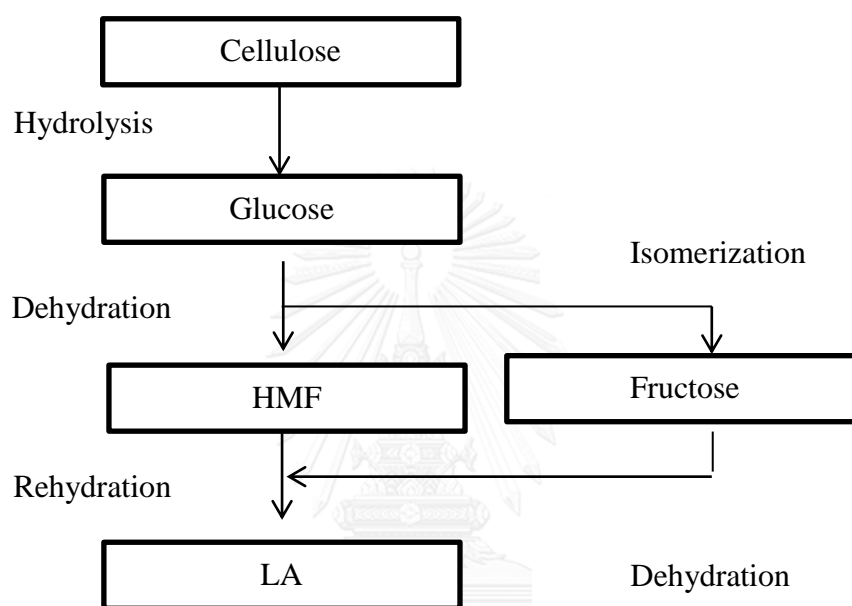 Cellulose
Hydrolysis
Glucose
Isomerization
Dehydration
HMF
Fructose
Rehydration
LA
Dehydration